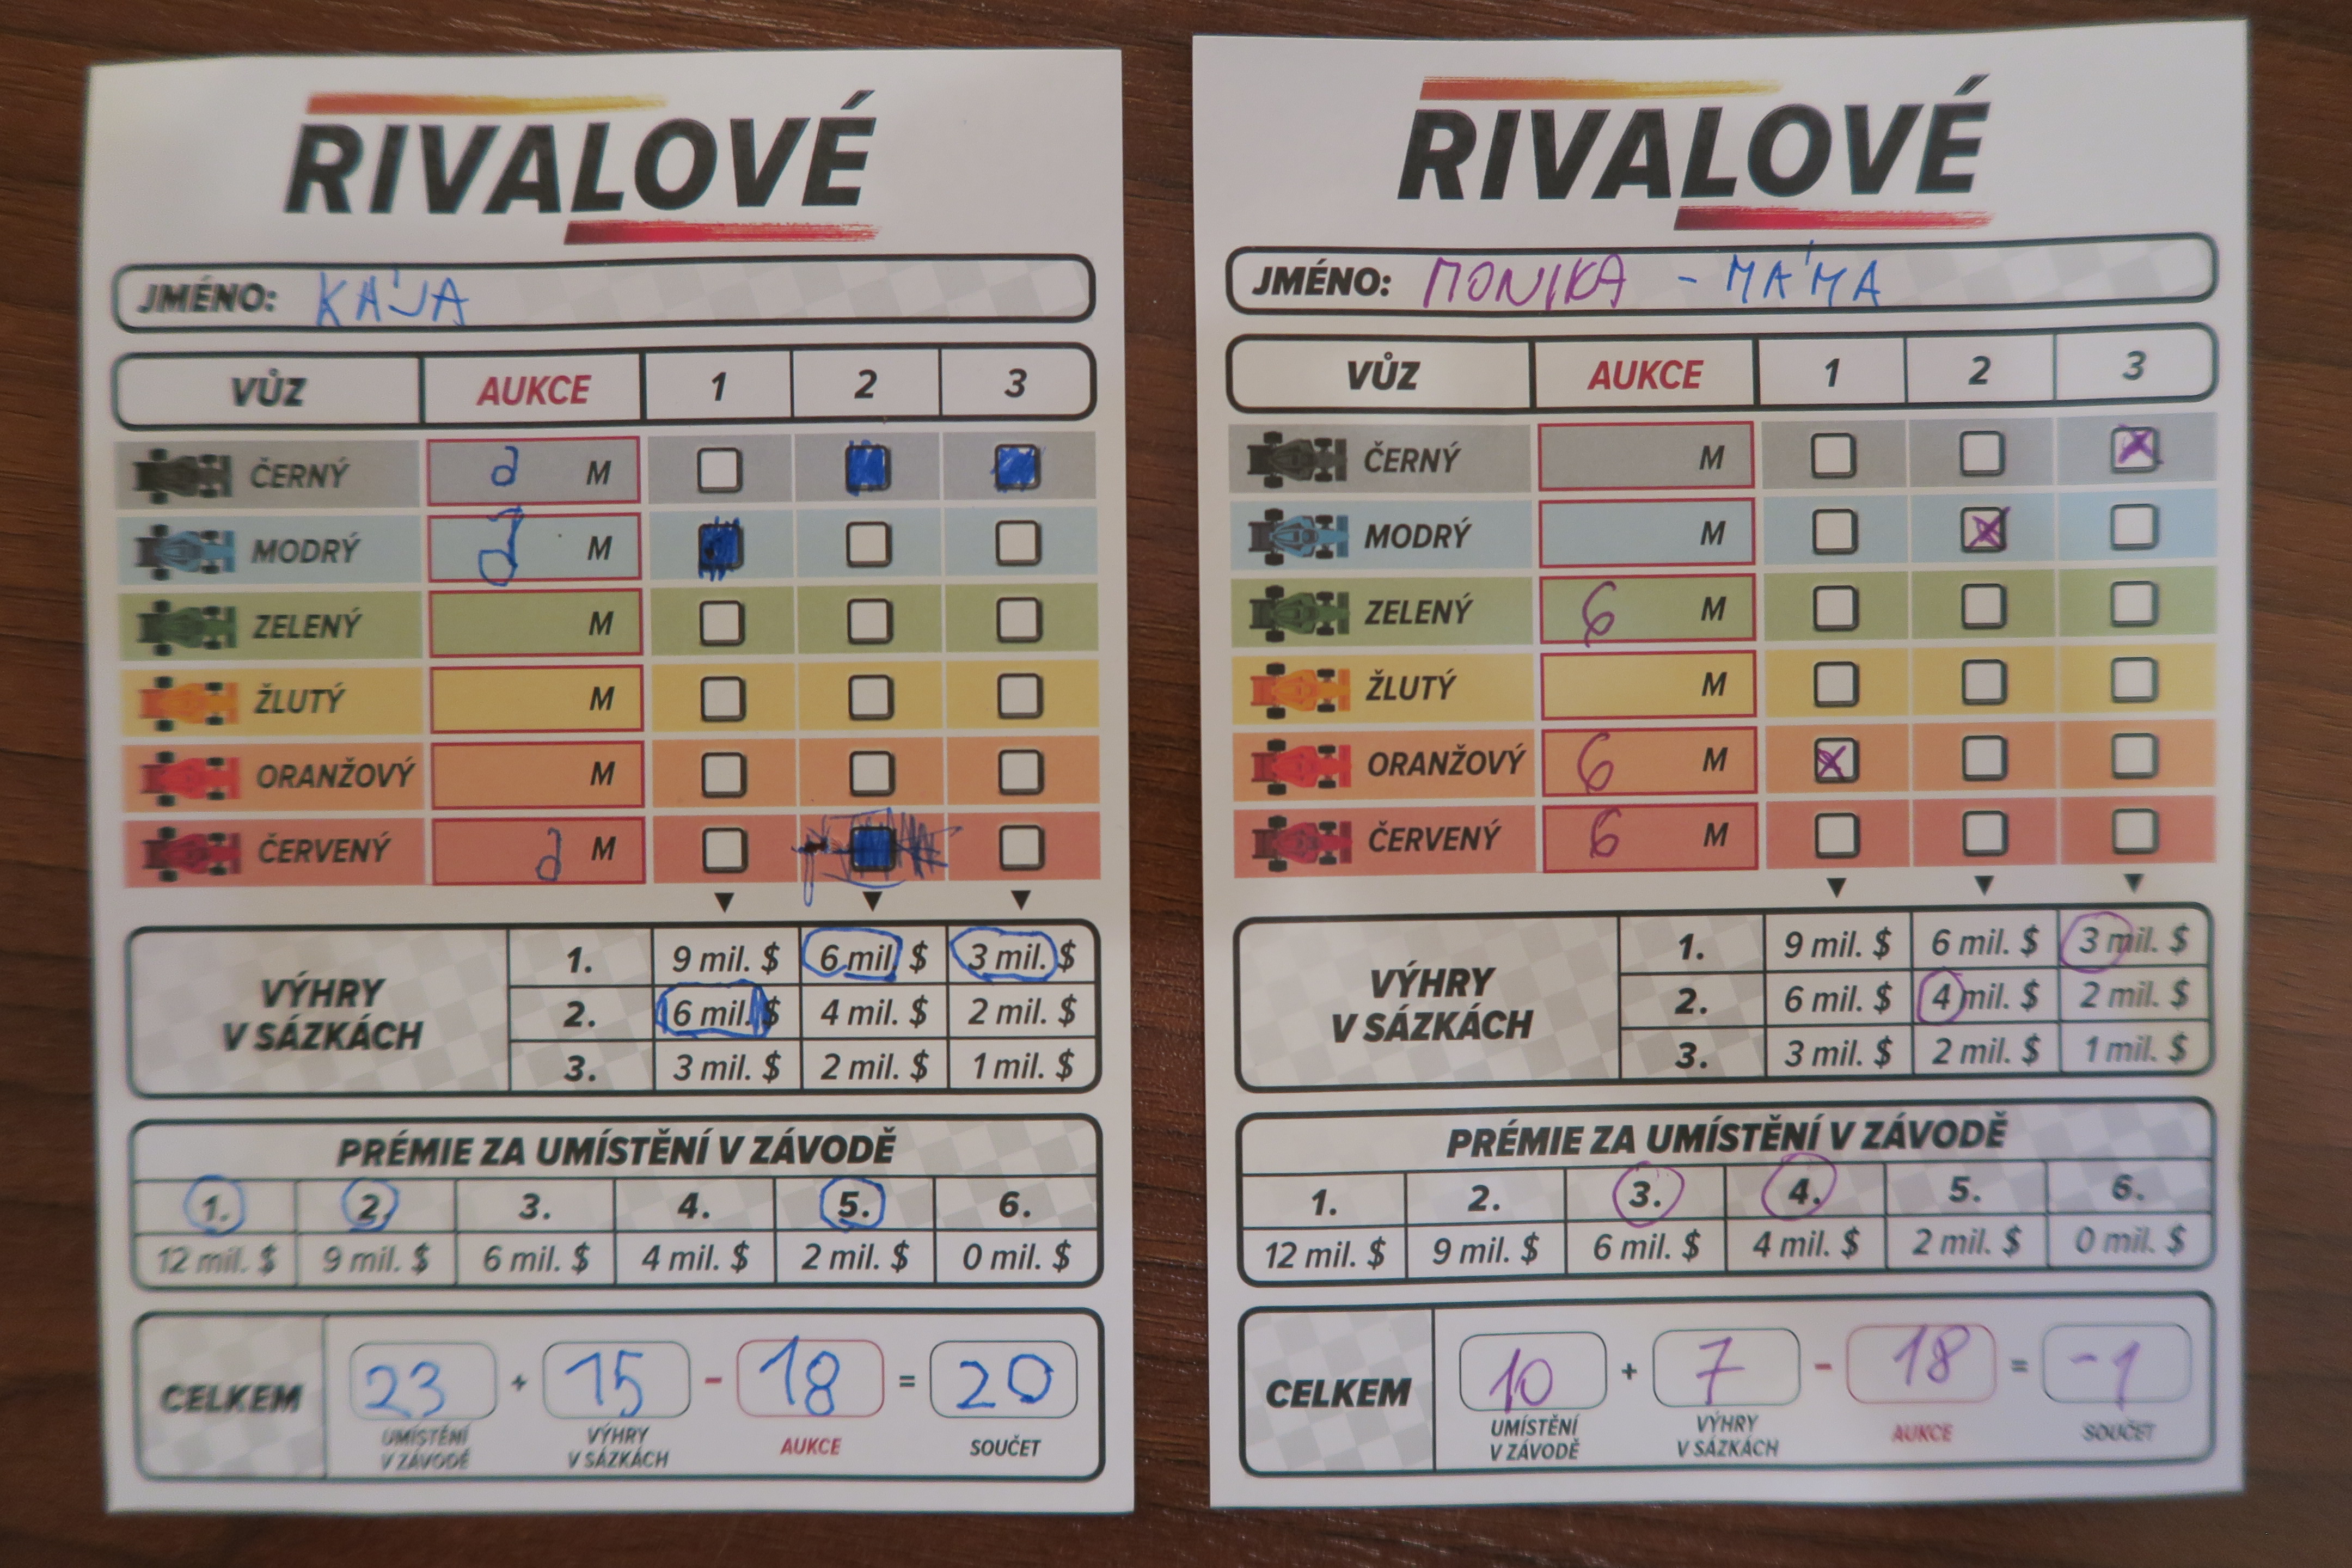 RIVALOVÉ
JMÉNO: KÁJA
VŮZ AUKCE 1 2 3
ČERNÝ 6 M
MODRÝ 6 M
ZELENÝ M
ŽLUTÝ M
ORANŽOVÝ M
ČERVENÝ 6 M
VÝHRY V SÁZKÁCH
1. 9 mil. $ 6 mil. $ 3 mil. $
2. 6 mil. $ 4 mil. $ 2 mil. $
3. 3 mil. $ 2 mil. $ 1 mil. $
PRÉMIE ZA UMÍSTĚNÍ V ZÁVODĚ
1. 2. 3. 4. 5. 6.
12 mil. $ 9 mil. $ 6 mil. $ 4 mil. $ 2 mil. $ 0 mil. $
CELKEM 23 + 15 - 18 = 20
UMÍSTĚNÍ V ZÁVODĚ VÝHRY V SÁZKÁCH AUKCE SOUČET
RIVALOVÉ
JMÉNO: MONIKA - MÁMA
VŮZ AUKCE 1 2 3
ČERNÝ M
MODRÝ M
ZELENÝ 6 M
ŽLUTÝ M
ORANŽOVÝ 6 M
ČERVENÝ 6 M
VÝHRY V SÁZKÁCH
1. 9 mil. $ 6 mil. $ 3 mil. $
2. 6 mil. $ 4 mil. $ 2 mil. $
3. 3 mil. $ 2 mil. $ 1 mil. $
PRÉMIE ZA UMÍSTĚNÍ V ZÁVODĚ
1. 2. 3. 4. 5. 6.
12 mil. $ 9 mil. $ 6 mil. $ 4 mil. $ 2 mil. $ 0 mil. $
CELKEM 10 + 7 - 18 = -1
UMÍSTĚNÍ V ZÁVODĚ VÝHRY V SÁZKÁCH AUKCE SOUČET